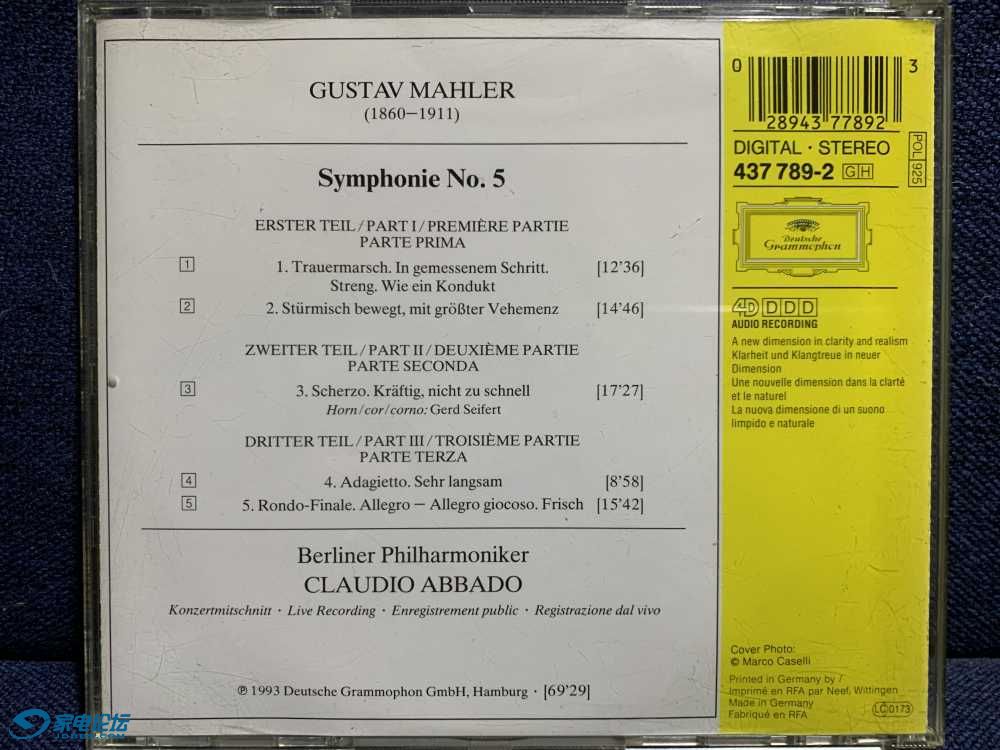 GUSTAV MAHLER
(1860–1911)
Symphonie No. 5
ERSTER TEIL/PART I/PREMIÈRE PARTIE
PARTE PRIMA
1 1. Trauermarsch. In gemessenem Schritt. [12'36]
Streng. Wie ein Kondukt
2 2. Stürmisch bewegt, mit größter Vehemenz [14'46]
ZWEITER TEIL/PART II/DEUXIÈME PARTIE
PARTE SECONDA
3 3. Scherzo. Kräftig, nicht zu schnell [17'27]
Horn/cor/corno: Gerd Seifert
DRITTER TEIL/PART III/TROISIÈME PARTIE
PARTE TERZA
4 4. Adagietto. Sehr langsam [8'58]
5 5. Rondo-Finale. Allegro – Allegro giocoso. Frisch [15'42]
Berliner Philharmoniker
CLAUDIO ABBADO
Konzertmitschnitt · Live Recording · Enregistrement public · Registrazione dal vivo
℗ 1993 Deutsche Grammophon GmbH, Hamburg · [69'29]
0 28943 77892 3
DIGITAL · STEREO
437 789-2 GH
POL 925
Deutsche
Grammophon
4D DDD
AUDIO RECORDING
A new dimension in clarity and realism
Klarheit und Klangtreue in neuer
Dimension
Une nouvelle dimension dans la clarté
et le naturel
La nuova dimensione di un suono
limpido e naturale
Cover Photo:
© Marco Caselli
Printed in Germany by /
Imprimé en RFA par Neef, Wittingen
Made in Germany
Fabriqué en RFA
LC 0173
家电论坛
JDBBS.COM